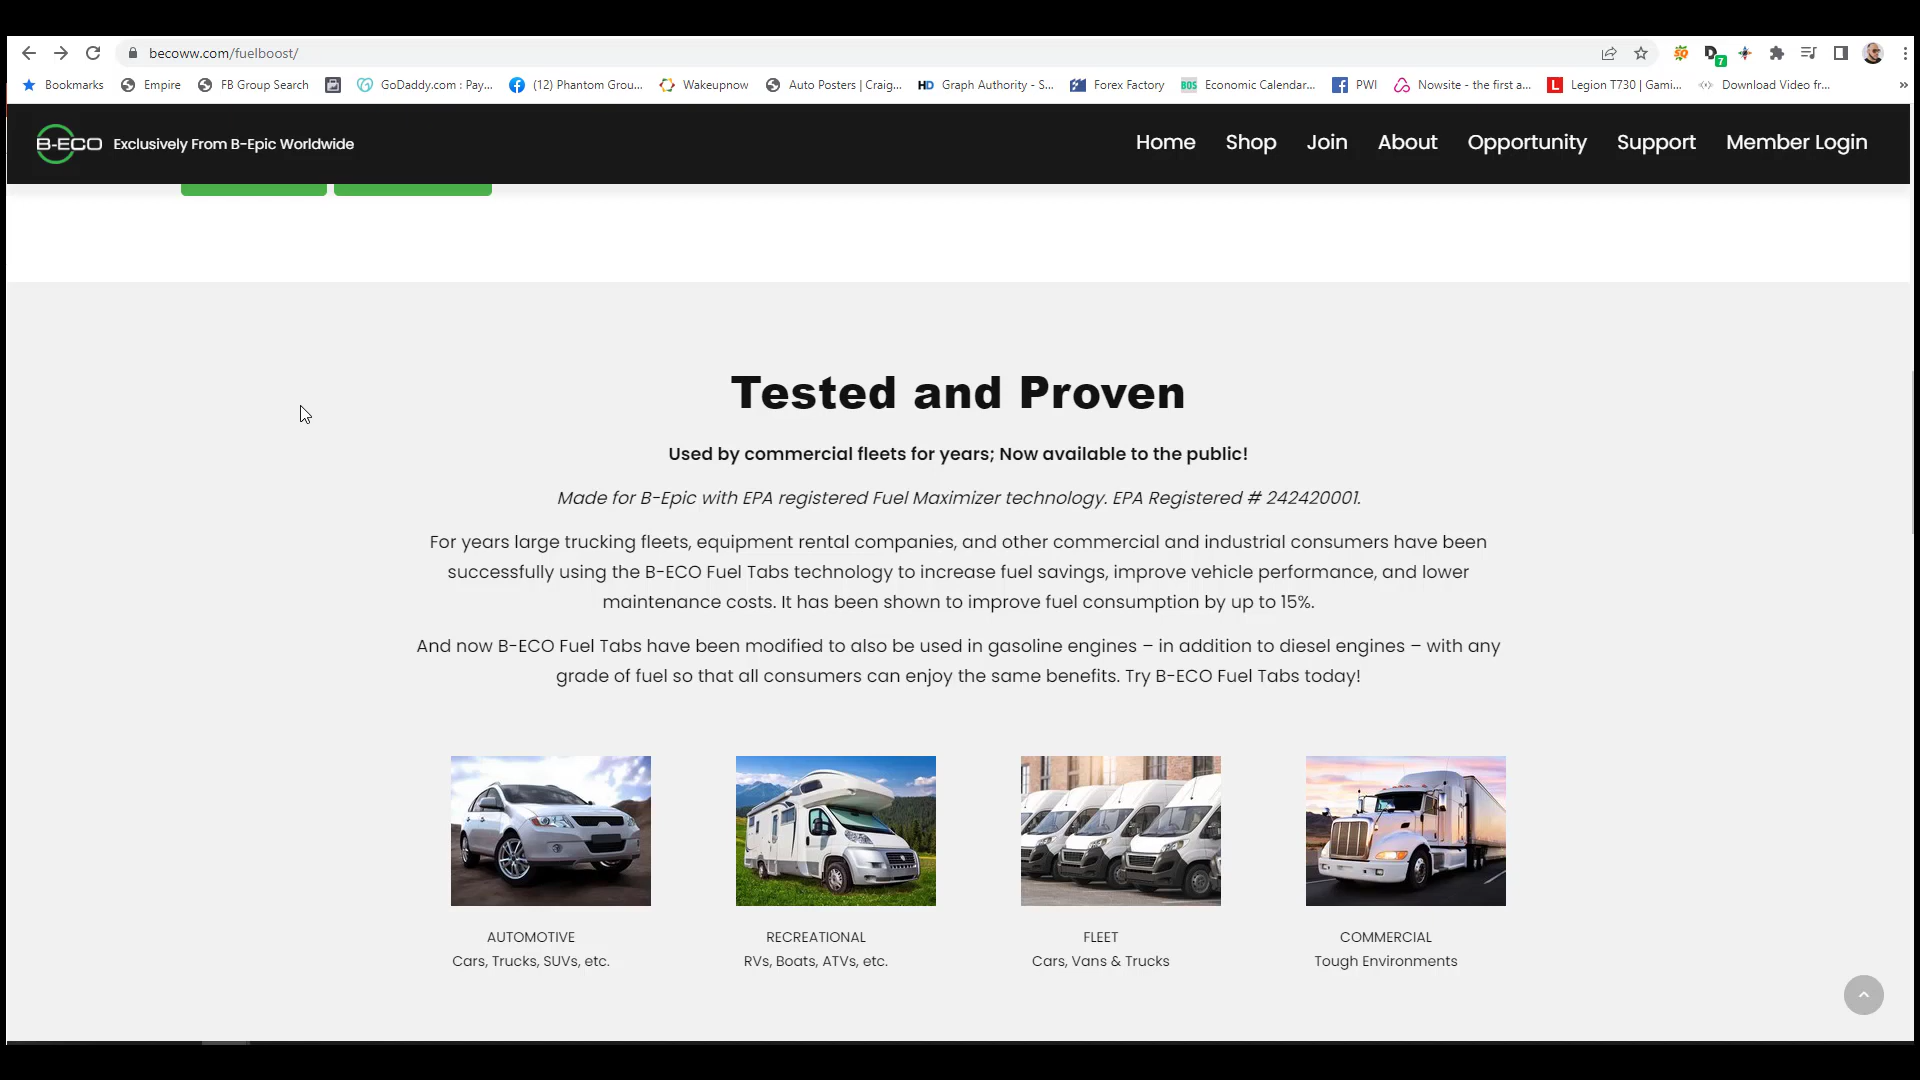 becoww.com/fuelboost/
7
Bookmarks Empire FB Group Search GoDaddy.com : Pay... (12) Phantom Grou... Wakeupnow Auto Posters | Craig... HD Graph Authority - S... Forex Factory BOS Economic Calendar... PWI Nowsite - the first a... L Legion T730 | Gami... Download Video fr... »
B-ECO Exclusively From B-Epic Worldwide Home Shop Join About Opportunity Support Member Login
Tested and Proven
Used by commercial fleets for years; Now available to the public!
Made for B-Epic with EPA registered Fuel Maximizer technology. EPA Registered # 242420001.
For years large trucking fleets, equipment rental companies, and other commercial and industrial consumers have been
successfully using the B-ECO Fuel Tabs technology to increase fuel savings, improve vehicle performance, and lower
maintenance costs. It has been shown to improve fuel consumption by up to 15%.
And now B-ECO Fuel Tabs have been modified to also be used in gasoline engines – in addition to diesel engines – with any
grade of fuel so that all consumers can enjoy the same benefits. Try B-ECO Fuel Tabs today!
AUTOMOTIVE RECREATIONAL FLEET COMMERCIAL
Cars, Trucks, SUVs, etc. RVs, Boats, ATVs, etc. Cars, Vans & Trucks Tough Environments